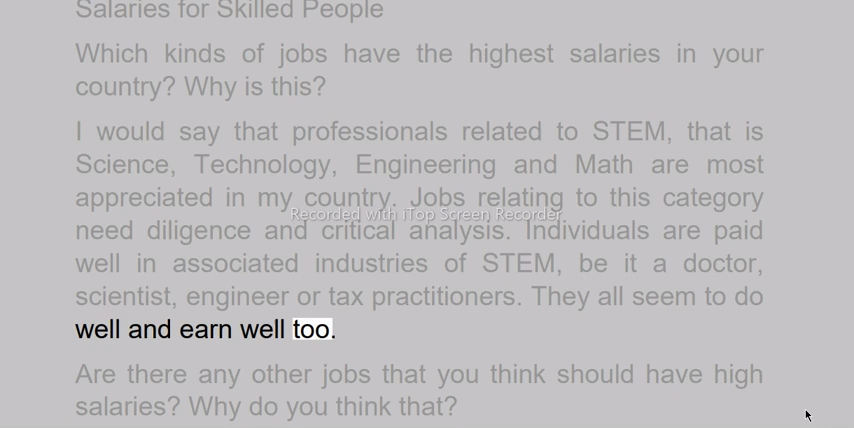 Salaries for Skilled People
Which kinds of jobs have the highest salaries in your
country? Why is this?
I would say that professionals related to STEM, that is
Science, Technology, Engineering and Math are most
appreciated in my country. Jobs relating to this category
Recorded with iTop Screen Recorder
need diligence and critical analysis. Individuals are paid
well in associated industries of STEM, be it a doctor,
scientist, engineer or tax practitioners. They all seem to do
well and earn well too.
Are there any other jobs that you think should have high
salaries? Why do you think that?